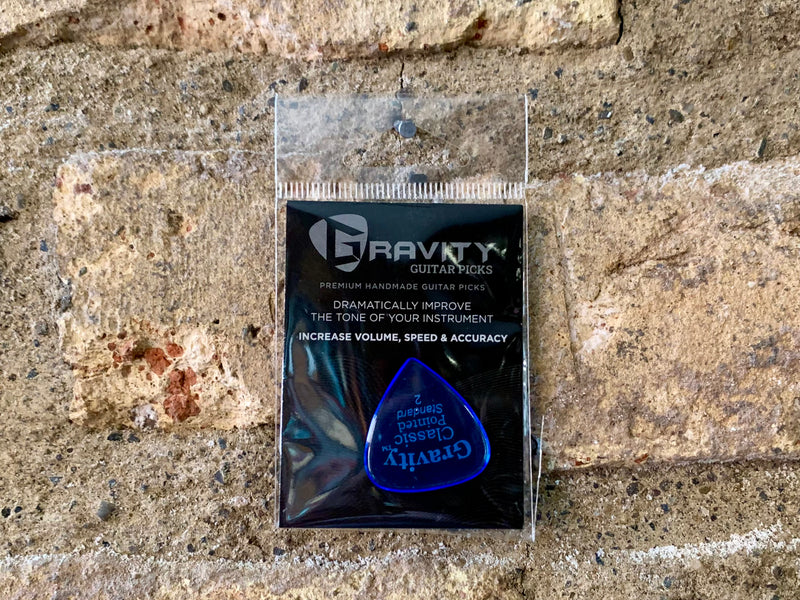 GRAVITY
GUITAR PICKS
PREMIUM HANDMADE GUITAR PICKS
DRAMATICALLY IMPROVE
THE TONE OF YOUR INSTRUMENT
INCREASE VOLUME, SPEED & ACCURACY
Gravity™
Classic
Pointed
Standard
2